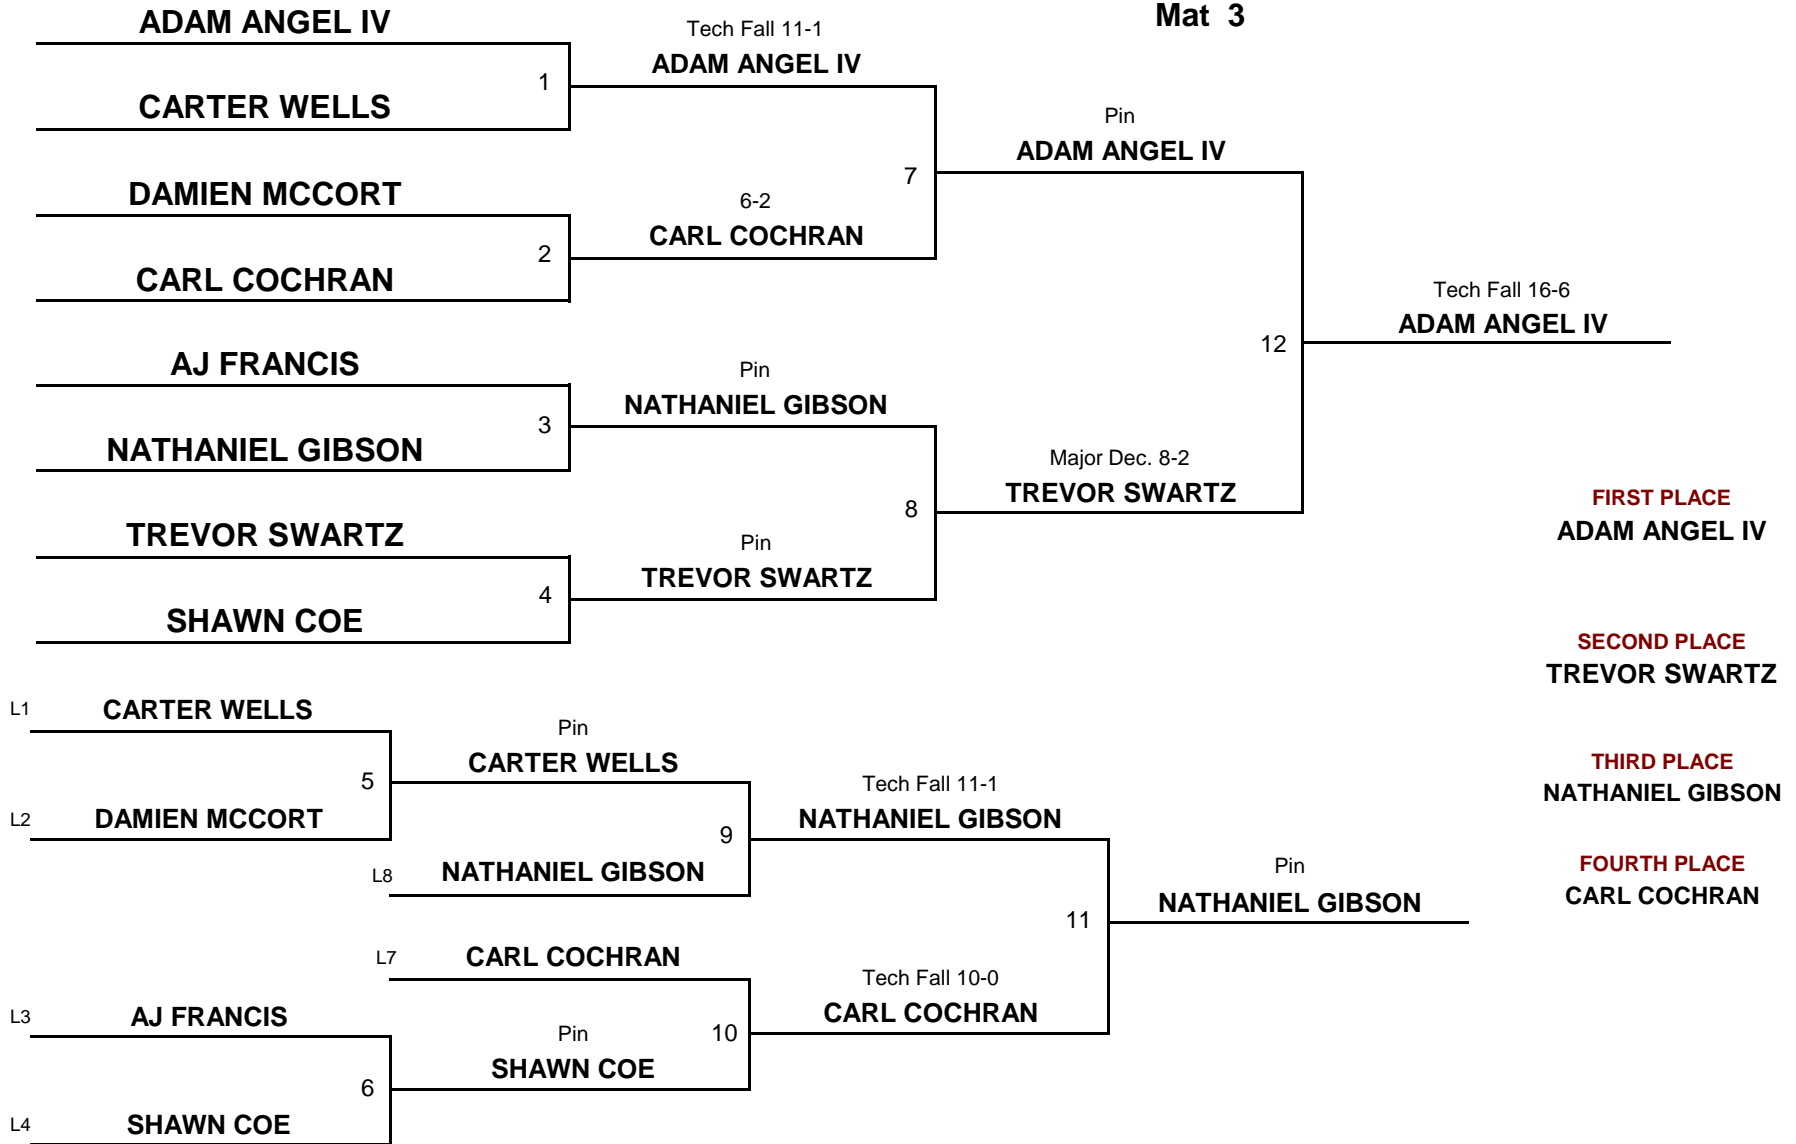 Mat 3
ADAM ANGEL IV
CARTER WELLS
1
Tech Fall 11-1
ADAM ANGEL IV
DAMIEN MCCORT
CARL COCHRAN
2
6-2
CARL COCHRAN
7
Pin
ADAM ANGEL IV
AJ FRANCIS
NATHANIEL GIBSON
3
Pin
NATHANIEL GIBSON
TREVOR SWARTZ
SHAWN COE
4
Pin
TREVOR SWARTZ
8
Major Dec. 8-2
TREVOR SWARTZ
12
Tech Fall 16-6
ADAM ANGEL IV
FIRST PLACE
ADAM ANGEL IV
SECOND PLACE
TREVOR SWARTZ
THIRD PLACE
NATHANIEL GIBSON
FOURTH PLACE
CARL COCHRAN
L1 CARTER WELLS
L2 DAMIEN MCCORT
5
Pin
CARTER WELLS
L8 NATHANIEL GIBSON
9
Tech Fall 11-1
NATHANIEL GIBSON
L7 CARL COCHRAN
L3 AJ FRANCIS
L4 SHAWN COE
6
Pin
SHAWN COE
10
Tech Fall 10-0
CARL COCHRAN
11
Pin
NATHANIEL GIBSON